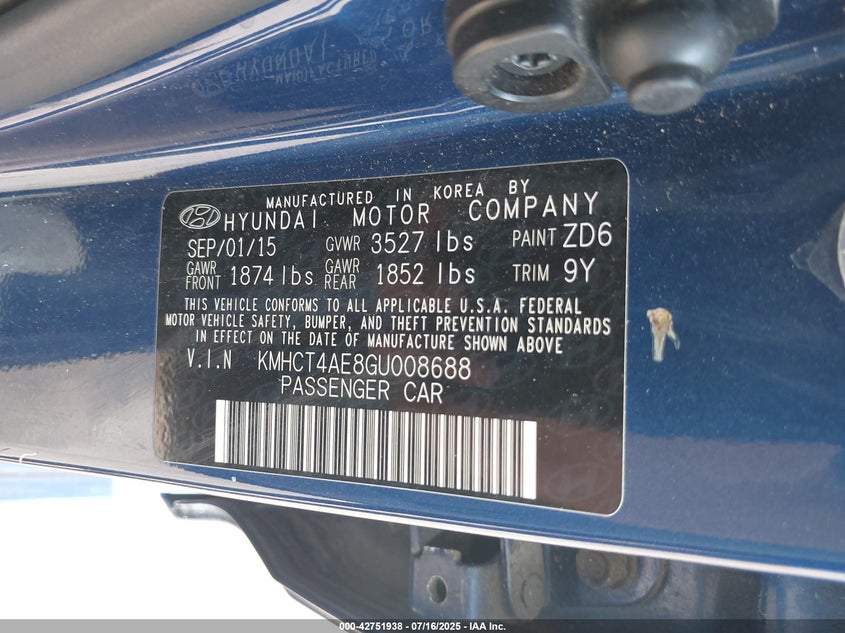 MANUFACTURED IN KOREA BY
HYUNDAI MOTOR COMPANY
SEP/01/15 GVWR 3527 lbs PAINT ZD6
GAWR FRONT 1874 lbs GAWR REAR 1852 lbs TRIM 9Y
THIS VEHICLE CONFORMS TO ALL APPLICABLE U.S.A. FEDERAL
MOTOR VEHICLE SAFETY, BUMPER, AND THEFT PREVENTION STANDARDS
IN EFFECT ON THE DATE OF MANUFACTURE SHOWN ABOVE
V.I.N KMHCT4AE8GU008688
PASSENGER CAR
000-42751938 - 07/16/2025 - IAA Inc.